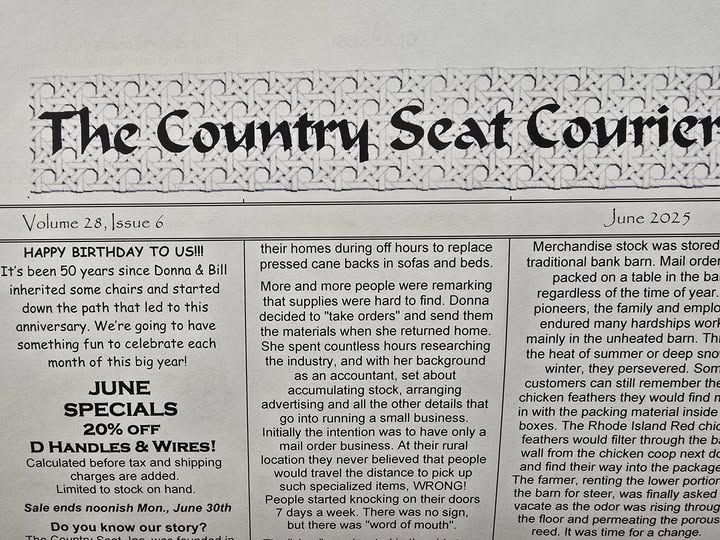 The Country Seat Courier
Volume 28, Issue 6
June 2025
HAPPY BIRTHDAY TO US!!!
It's been 50 years since Donna & Bill
inherited some chairs and started
down the path that led to this
anniversary. We're going to have
something fun to celebrate each
month of this big year!
JUNE
SPECIALS
20% OFF
D HANDLES & WIRES!
Calculated before tax and shipping
charges are added.
Limited to stock on hand.
Sale ends noonish Mon., June 30th
Do you know our story?
The Country Seat, Inc. was founded in
their homes during off hours to replace
pressed cane backs in sofas and beds.
More and more people were remarking
that supplies were hard to find. Donna
decided to "take orders" and send them
the materials when she returned home.
She spent countless hours researching
the industry, and with her background
as an accountant, set about
accumulating stock, arranging
advertising and all the other details that
go into running a small business.
Initially the intention was to have only a
mail order business. At their rural
location they never believed that people
would travel the distance to pick up
such specialized items, WRONG!
People started knocking on their doors
7 days a week. There was no sign,
but there was "word of mouth".
Merchandise stock was stored
traditional bank barn. Mail order
packed on a table in the ba
regardless of the time of year.
pioneers, the family and emplo
endured many hardships work
mainly in the unheated barn. Th
the heat of summer or deep snow
winter, they persevered. Som
customers can still remember the
chicken feathers they would find m
in with the packing material inside
boxes. The Rhode Island Red chic
feathers would filter through the ba
wall from the chicken coop next do
and find their way into the package
The farmer, renting the lower portion
the barn for steer, was finally asked
vacate as the odor was rising throug
the floor and permeating the porous
reed. It was time for a change.